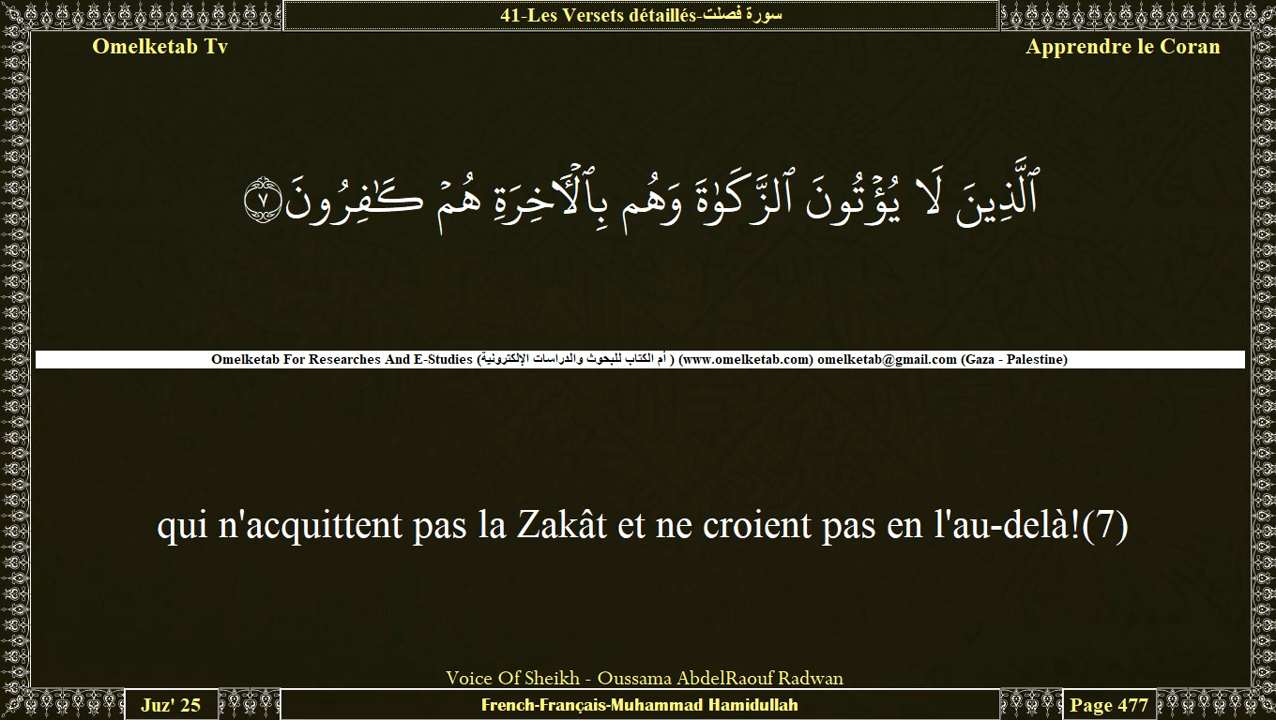 41-Les Versets détaillés-سورة فصلت
Omelketab Tv
Apprendre le Coran
ٱلَّذِينَ لَا يُؤۡتُونَ ٱلزَّكَوٰةَ وَهُم بِٱلۡأٓخِرَةِ هُمۡ كَٰفِرُونَ ٧
Omelketab For Researches And E-Studies (أم الكتاب للبحوث والدراسات الإلكترونية ) (www.omelketab.com) omelketab@gmail.com (Gaza - Palestine)
qui n'acquittent pas la Zakât et ne croient pas en l'au-delà!(7)
Voice Of Sheikh - Oussama AbdelRaouf Radwan
Juz' 25
French-Français-Muhammad Hamidullah
Page 477